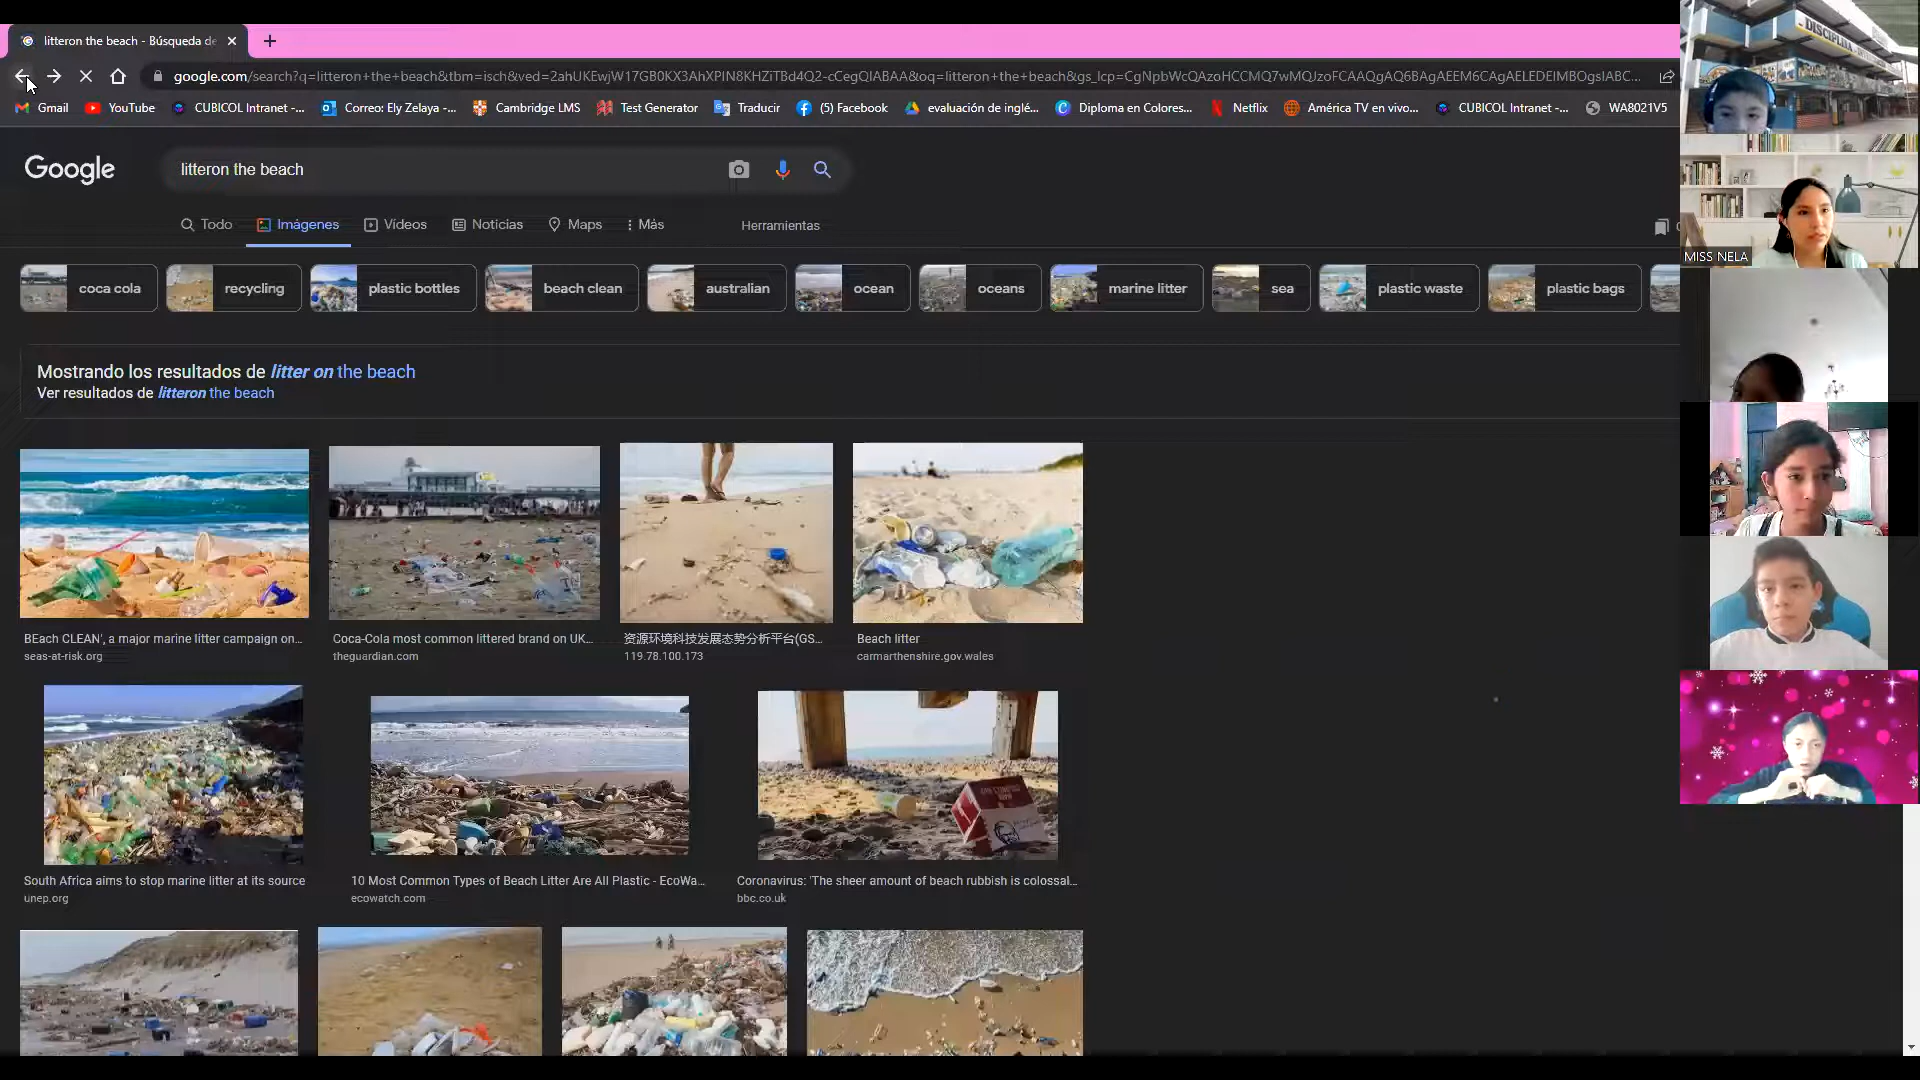 litteron the beach - Búsqueda de
google.com/search?q=litteron+the+beach&tbm=isch&ved=2ahUKEwjW17GB0KX3AhXPIN8KHZiTBd4Q2-cCegQIABAA&oq=litteron+the+beach&gs_lcp=CgNpbWcQAzoHCCMQ7wMQJzoFCAAQgAQ6BAgAEEM6CAgAELEDEIMBOgsIABC...
Gmail YouTube CUBICOL Intranet -... Correo: Ely Zelaya -... Cambridge LMS Test Generator Traducir (5) Facebook evaluación de inglé... Diploma en Colores... Netflix América TV en vivo... CUBICOL Intranet -... WA8021V5
Google litteron the beach
Todo Imágenes Videos Noticias Maps Más Herramientas
coca cola recycling plastic bottles beach clean australian ocean oceans marine litter sea plastic waste plastic bags
Mostrando los resultados de litter on the beach
Ver resultados de litteron the beach
BEach CLEAN', a major marine litter campaign on...
seas-at-risk.org
Coca-Cola most common littered brand on UK...
theguardian.com
资源环境科技发展态势分析平台(GS...
119.78.100.173
Beach litter
carmarthenshire.gov.wales
South Africa aims to stop marine litter at its source
unep.org
10 Most Common Types of Beach Litter Are All Plastic - EcoWa...
ecowatch.com
Coronavirus: 'The sheer amount of beach rubbish is colossal...
bbc.co.uk
DISCIPLINA
MISS NELA